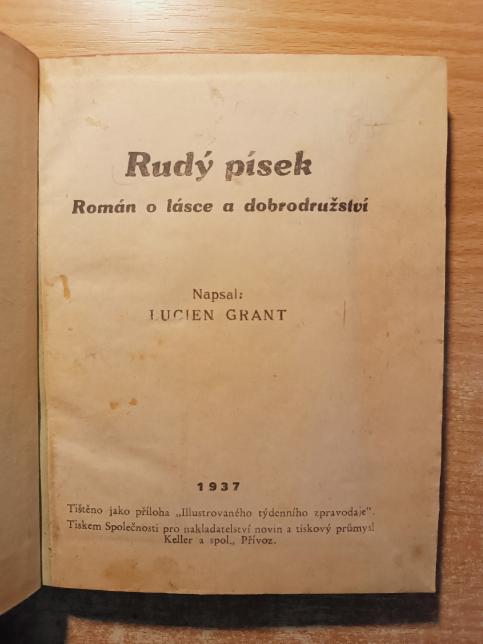 Rudý písek
Román o lásce a dobrodružství
Napsal:
LUCIEN GRANT
1937
Tištěno jako příloha „Illustrovaného týdenního zpravodaje".
Tiskem Společnosti pro nakladatelství novin a tiskový průmysl
Keller a spol., Přívoz.